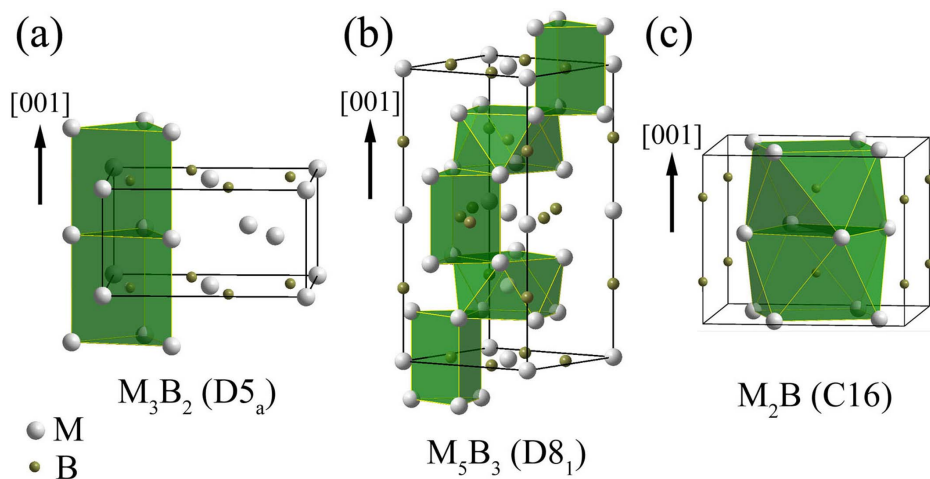 (a)
[001]
M₃B₂ (D5ₐ)
M
B
(b)
[001]
M₅B₃ (D8₁)
(c)
[001]
M₂B (C16)